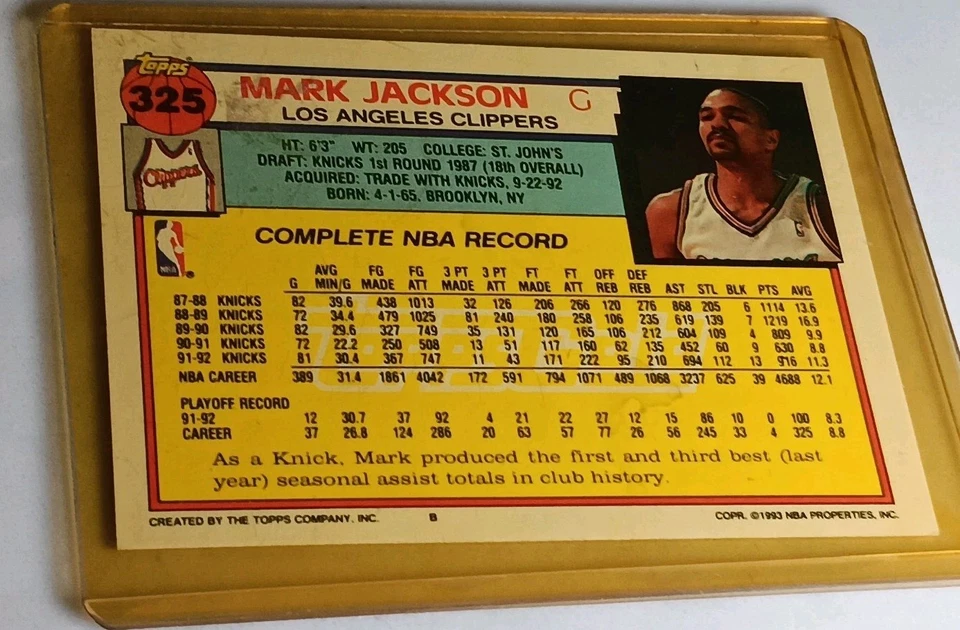 Topps
325
MARK JACKSON G
LOS ANGELES CLIPPERS
Clippers
HT: 6'3" WT: 205 COLLEGE: ST. JOHN'S
DRAFT: KNICKS 1st ROUND 1987 (18th OVERALL)
ACQUIRED: TRADE WITH KNICKS, 9-22-92
BORN: 4-1-65, BROOKLYN, NY
NBA
COMPLETE NBA RECORD
AVG FG FG 3 PT 3 PT FT FT OFF DEF
G MIN/G MADE ATT MADE ATT MADE ATT REB REB AST STL BLK PTS AVG
87-88 KNICKS 82 39.6 438 1013 32 126 206 266 120 276 868 205 6 1114 13.6
88-89 KNICKS 72 34.4 479 1025 81 240 180 258 106 235 619 139 7 1219 16.9
89-90 KNICKS 82 29.6 327 749 35 131 120 165 106 212 604 109 4 809 9.9
90-91 KNICKS 72 22.2 250 508 13 51 117 160 62 135 452 60 9 630 8.8
91-92 KNICKS 81 30.4 367 747 11 43 171 222 95 210 694 112 13 916 11.3
NBA CAREER 389 31.4 1861 4042 172 591 794 1071 489 1068 3237 625 39 4688 12.1
PLAYOFF RECORD
91-92 12 30.7 37 92 4 21 22 27 12 15 86 10 0 100 8.3
CAREER 37 26.8 124 286 20 63 57 77 26 56 245 33 4 325 8.8
As a Knick, Mark produced the first and third best (last
year) seasonal assist totals in club history.
CREATED BY THE TOPPS COMPANY, INC. B COPR. ©1993 NBA PROPERTIES, INC.